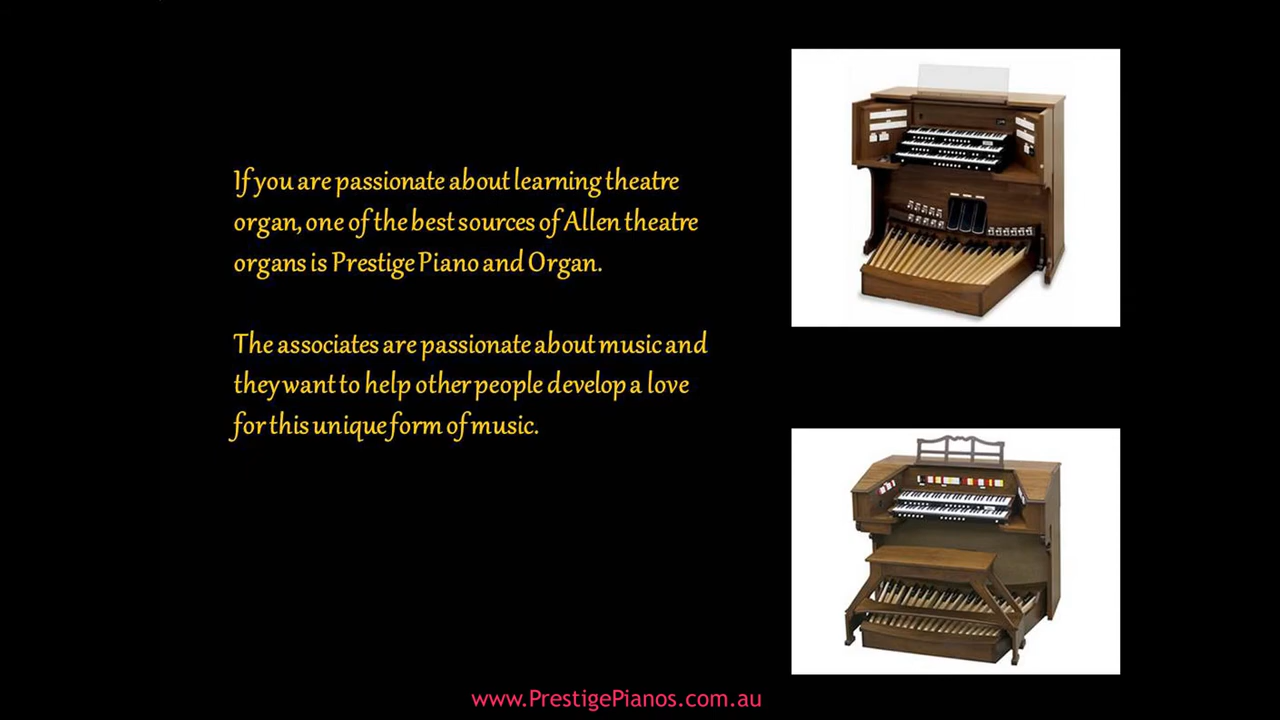 If you are passionate about learning theatre
organ, one of the best sources of Allen theatre
organs is Prestige Piano and Organ.
The associates are passionate about music and
they want to help other people develop a love
for this unique form of music.
www.PrestigePianos.com.au